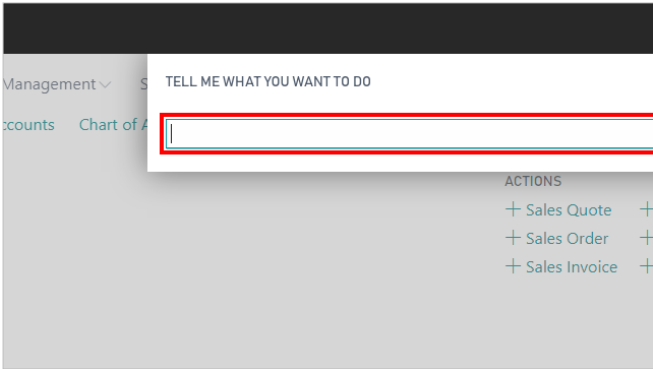 TELL ME WHAT YOU WANT TO DO
Management
Chart of
ACTIONS
+ Sales Quote +
+ Sales Order +
+ Sales Invoice +